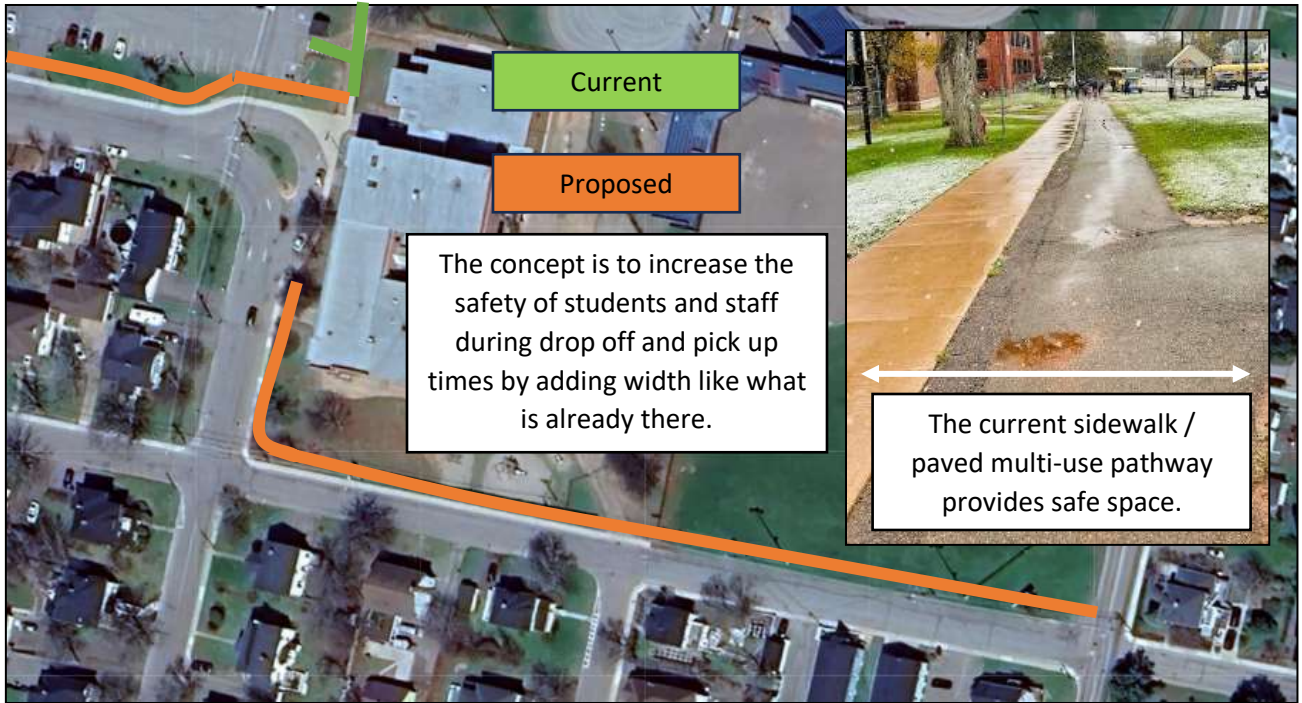 Current
Proposed
The concept is to increase the
safety of students and staff
during drop off and pick up
times by adding width like what
is already there.
The current sidewalk /
paved multi-use pathway
provides safe space.